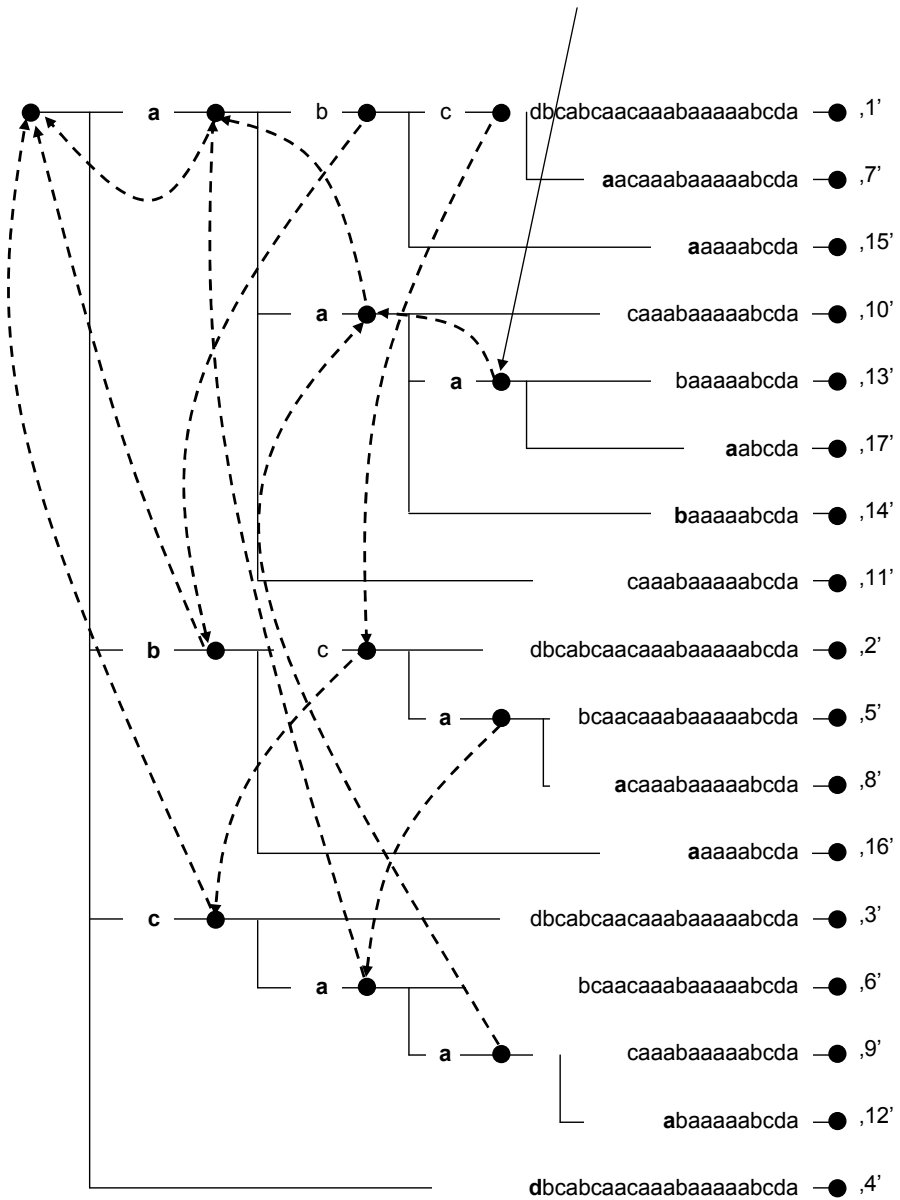 a b c dbcabcaacaaabaaaaabcda ,1’
aacaaabaaaaabcda ,7’
aaaaabcda ,15’
a caaabaaaaabcda ,10’
a baaaaabcda ,13’
aabcda ,17’
baaaaabcda ,14’
caaabaaaaabcda ,11’
b c dbcabcaacaaabaaaaabcda ,2’
a bcaacaaabaaaaabcda ,5’
acaaabaaaaabcda ,8’
aaaaabcda ,16’
c dbcabcaacaaabaaaaabcda ,3’
a bcaacaaabaaaaabcda ,6’
a caaabaaaaabcda ,9’
abaaaaabcda ,12’
dbcabcaacaaabaaaaabcda ,4’